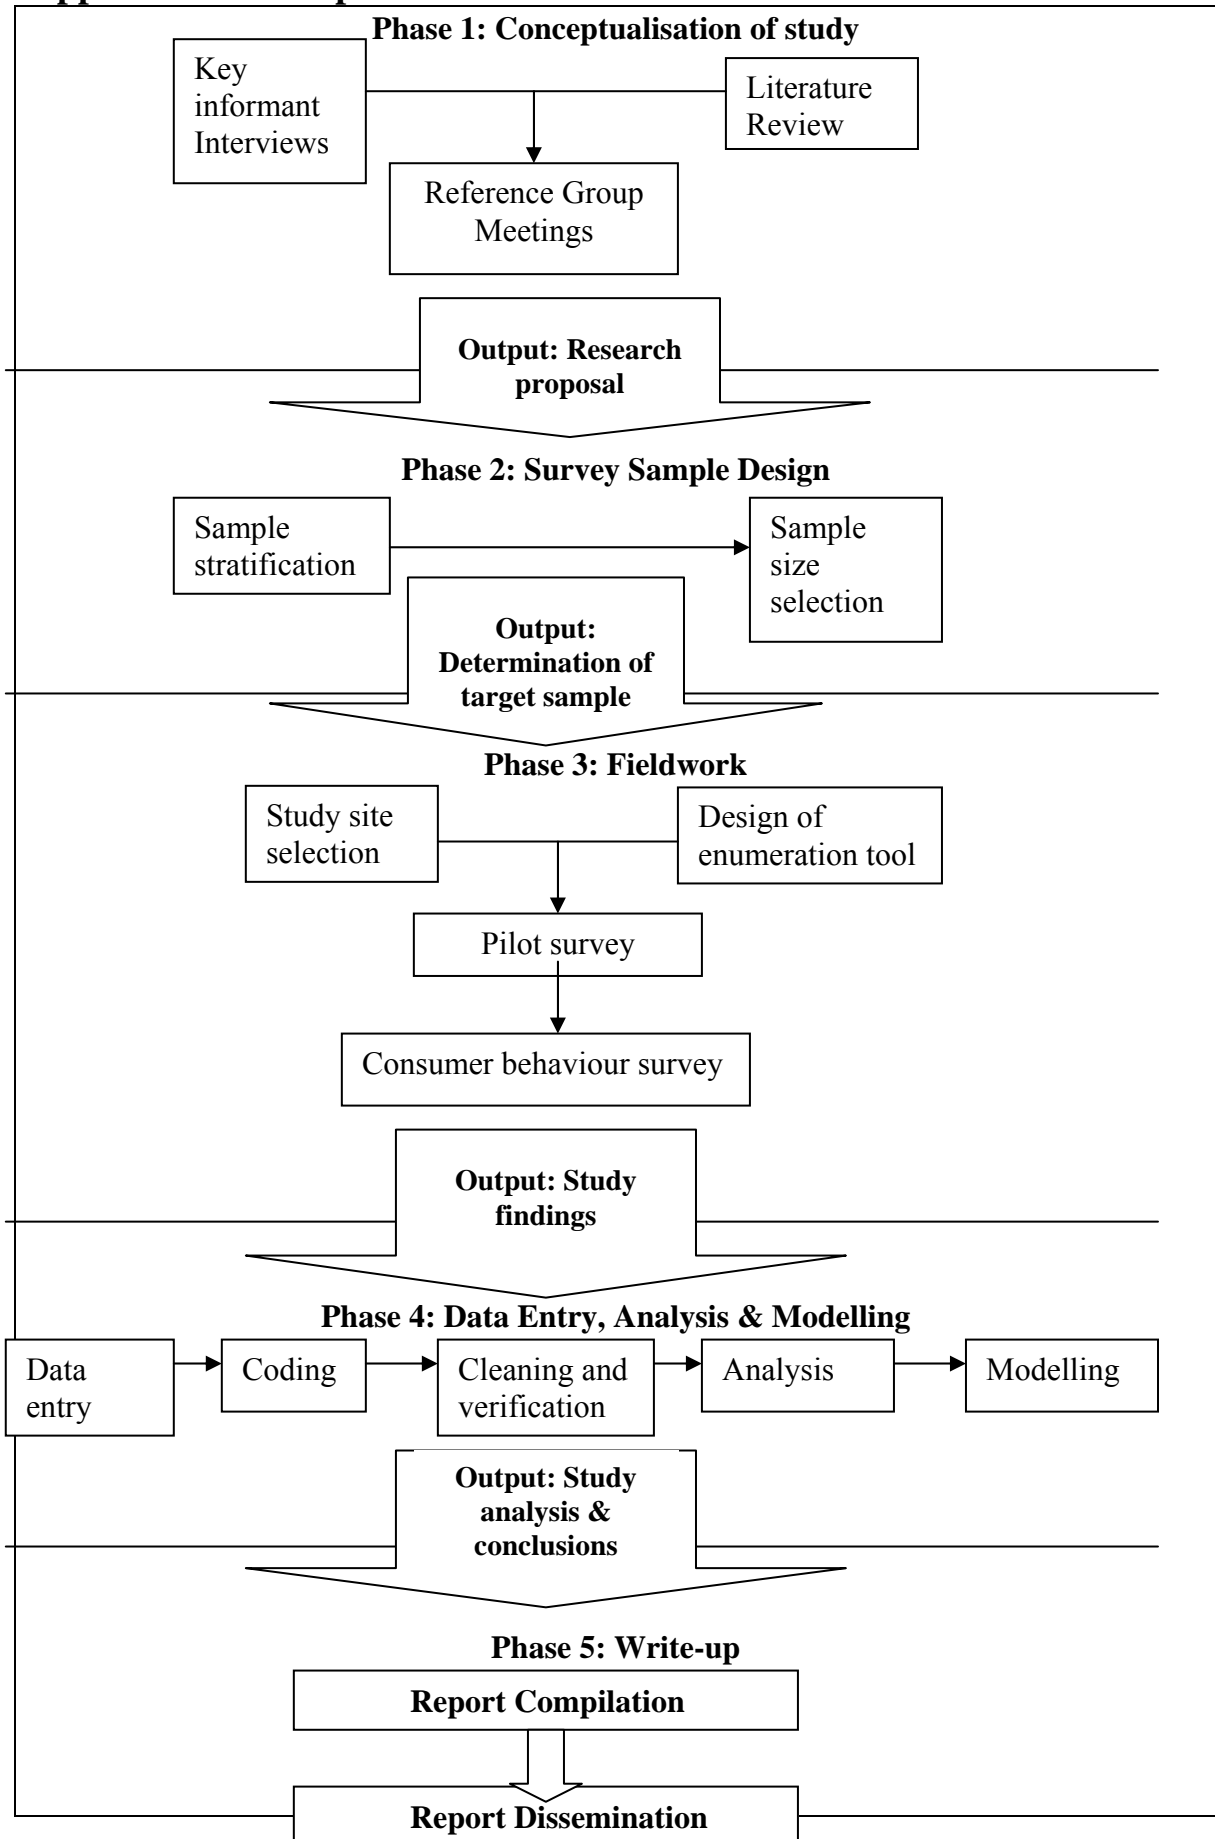 Phase 1: Conceptualisation of study
Key
informant
Interviews
Literature
Review
Reference Group
Meetings
Output: Research
proposal
Phase 2: Survey Sample Design
Sample
stratification
Sample
size
selection
Output:
Determination of
target sample
Phase 3: Fieldwork
Study site
selection
Design of
enumeration tool
Pilot survey
Consumer behaviour survey
Output: Study
findings
Phase 4: Data Entry, Analysis & Modelling
Data
entry
Coding
Cleaning and
verification
Analysis
Modelling
Output: Study
analysis &
conclusions
Phase 5: Write-up
Report Compilation
Report Dissemination